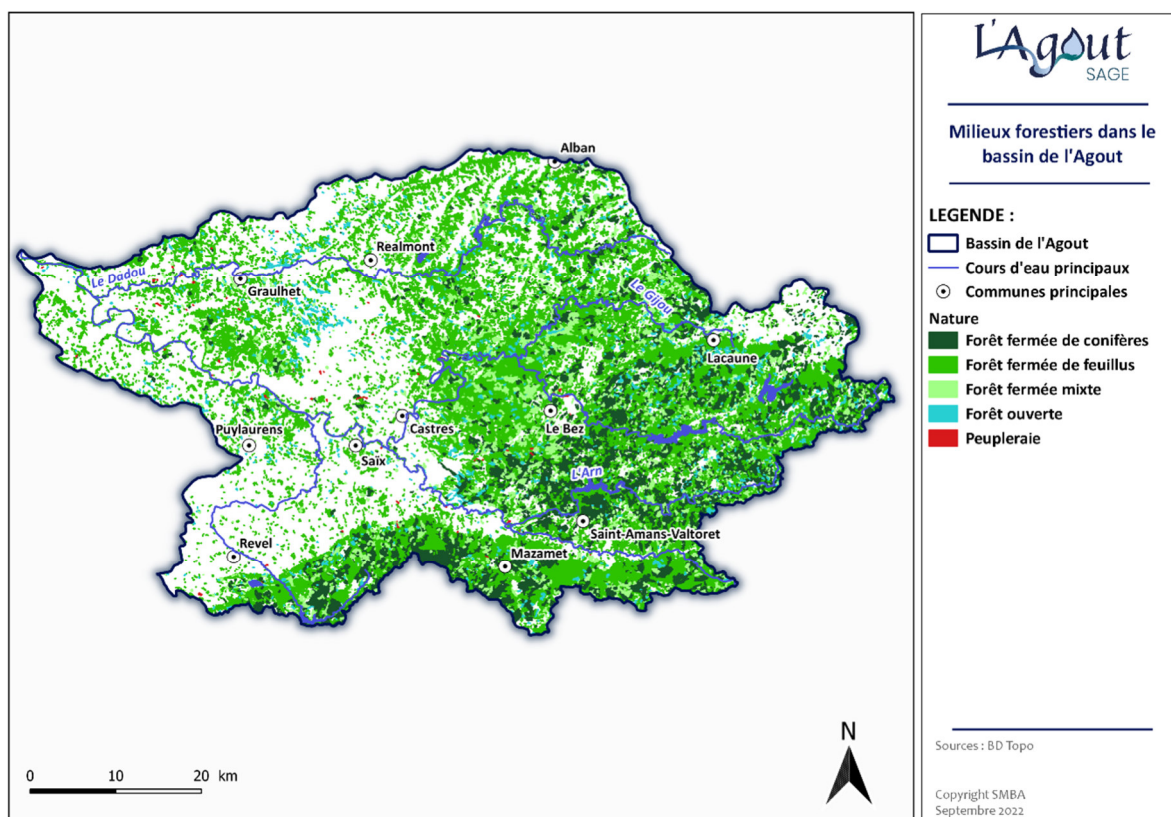 L'Agout
SAGE
Milieux forestiers dans le
bassin de l'Agout
LEGENDE :
Bassin de l'Agout
Cours d'eau principaux
Communes principales
Nature
Forêt fermée de conifères
Forêt fermée de feuillus
Forêt fermée mixte
Forêt ouverte
Peupleraie
Sources : BD Topo
Copyright SMBA
Septembre 2022
Alban
Realmont
Le Dadou
Graulhet
Le Gijou
Lacaune
Puylaurens
Castres
Le Bez
Saïx
L'Arn
Saint-Amans-Valtoret
Revel
Mazamet
N
0 10 20 km